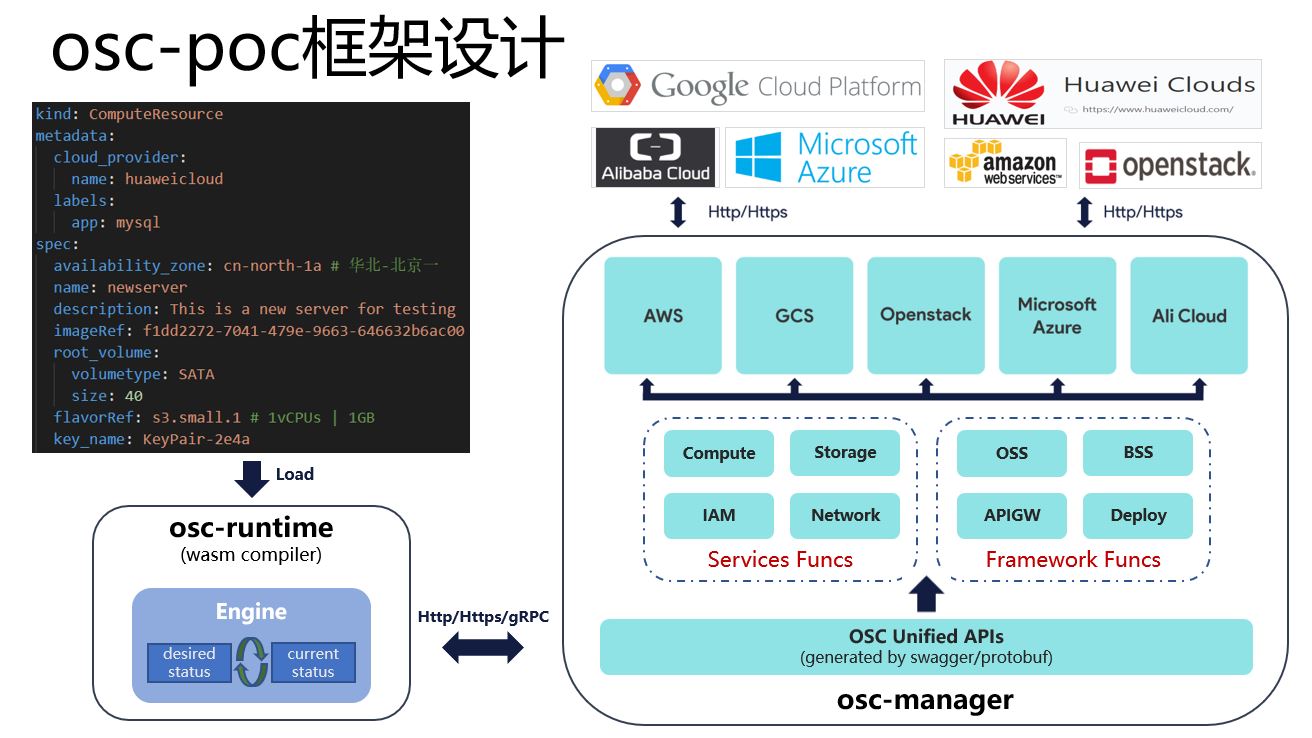 osc-poc框架设计
kind: ComputeResource
metadata:
cloud_provider:
name: huaweicloud
labels:
app: mysql
spec:
availability_zone: cn-north-1a # 华北-北京一
name: newserver
description: This is a new server for testing
imageRef: f1dd2272-7041-479e-9663-646632b6ac00
root_volume:
volumetype: SATA
size: 40
flavorRef: s3.small.1 # 1vCPUs | 1GB
key_name: KeyPair-2e4a
Load
osc-runtime
(wasm compiler)
Engine
desired
status
current
status
Http/Https/gRPC
Google Cloud Platform
HUAWEI
Huawei Clouds
https://www.huaweicloud.com/
Alibaba Cloud
Microsoft
Azure
amazon
webservices™
openstack.
Http/Https
Http/Https
AWS
GCS
Openstack
Microsoft
Azure
Ali Cloud
Compute
Storage
IAM
Network
Services Funcs
OSS
BSS
APIGW
Deploy
Framework Funcs
OSC Unified APIs
(generated by swagger/protobuf)
osc-manager